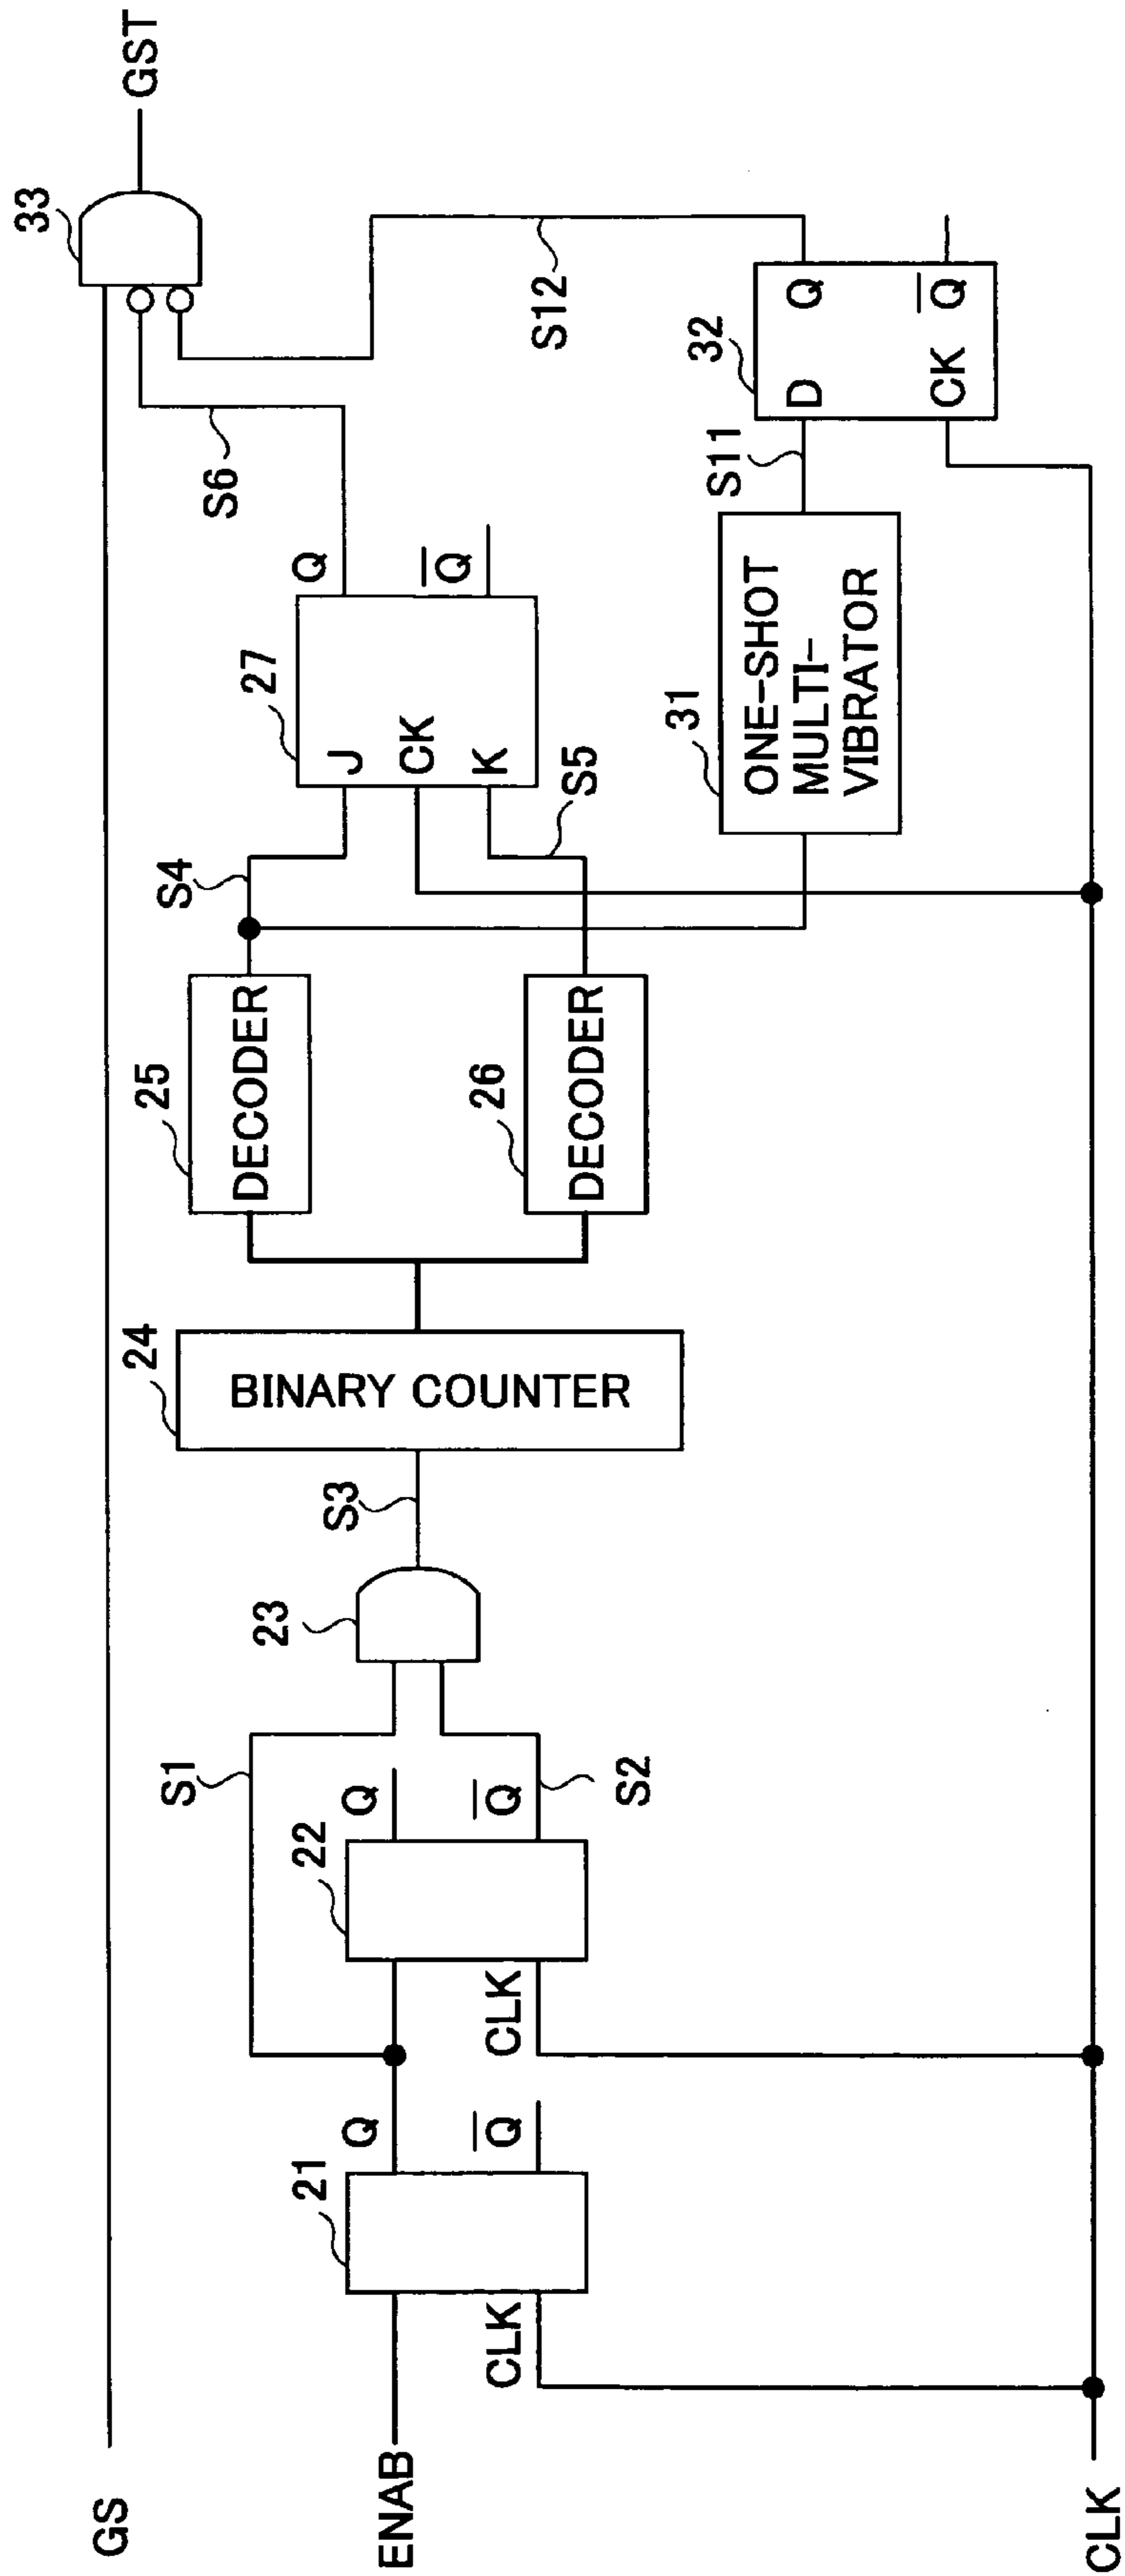 GS
GST
33
S6
S12
S4
27
J
CK
K
Q
Q
S5
25
DECODER
26
DECODER
24
BINARY COUNTER
S3
23
S1
S2
22
Q
Q
CLK
21
Q
Q
CLK
ENAB
31
ONE-SHOT
MULTI-
VIBRATOR
S11
32
D
Q
CK
Q
CLK